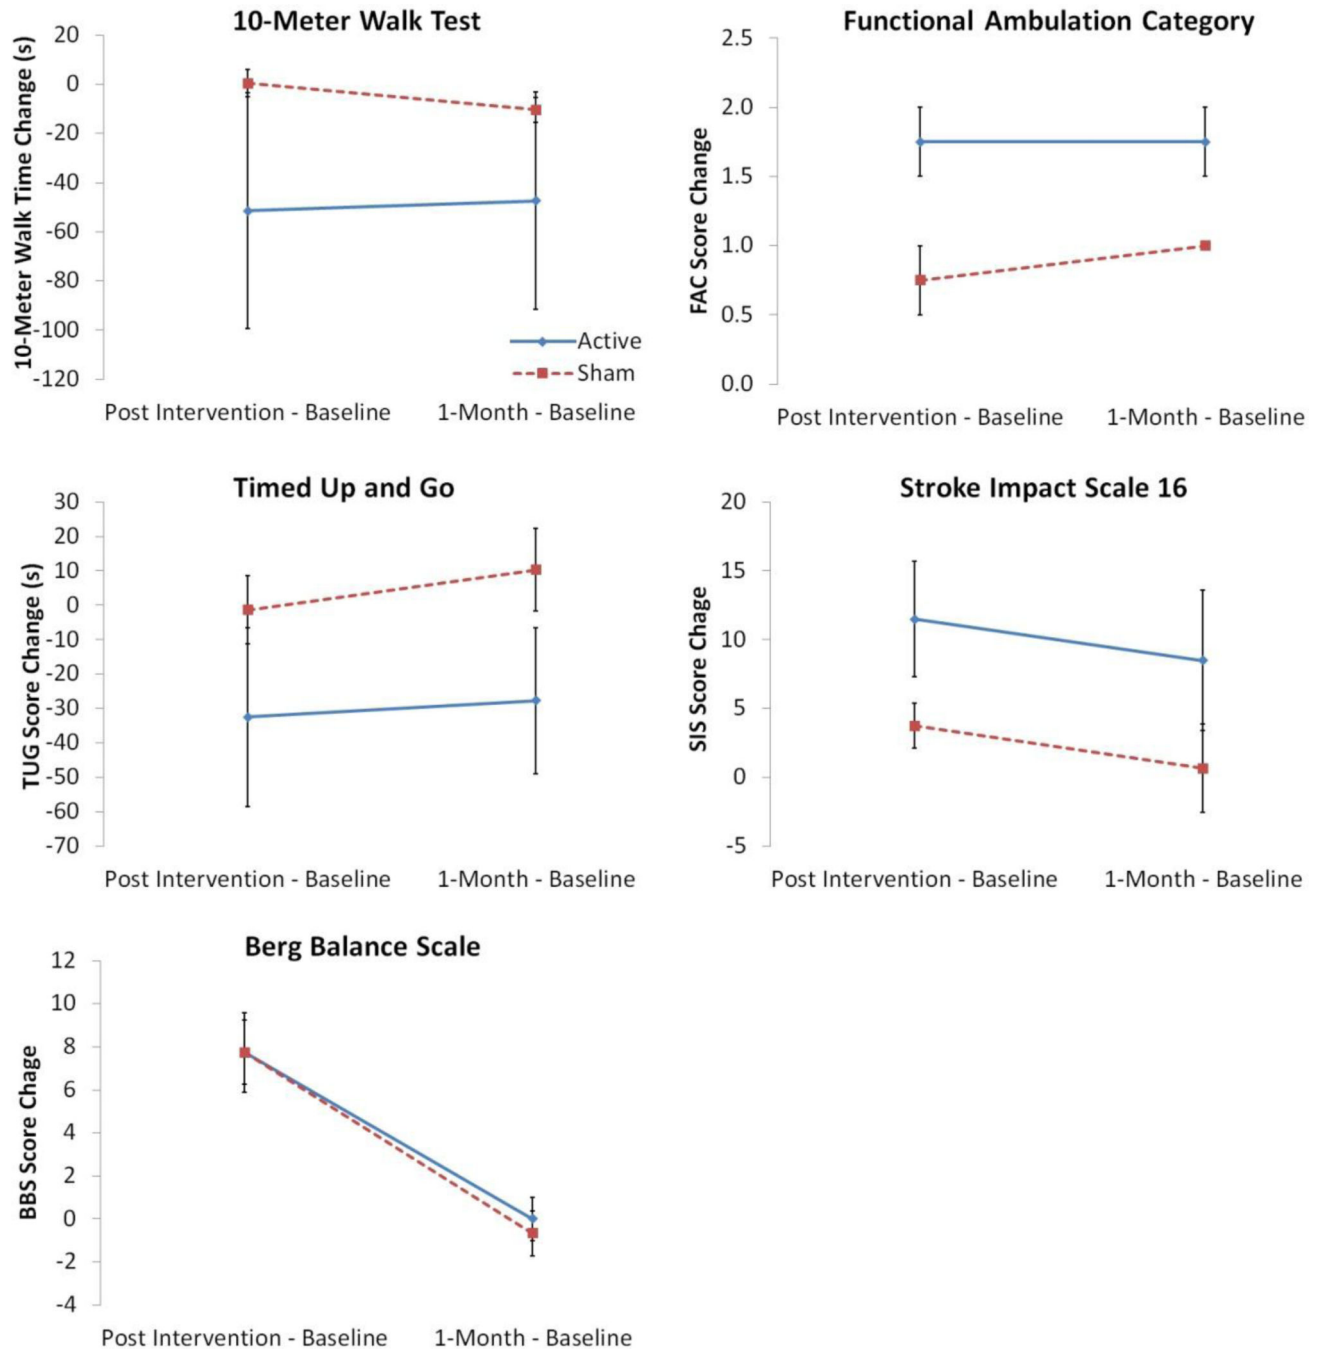 10-Meter Walk Test
10-Meter Walk Time Change (s)
20
0
-20
-40
-60
-80
-100
-120
Active
Sham
Post Intervention - Baseline
1-Month - Baseline
Functional Ambulation Category
FAC Score Change
2.5
2.0
1.5
1.0
0.5
0.0
Post Intervention - Baseline
1-Month - Baseline
Timed Up and Go
TUG Score Change (s)
30
20
10
0
-10
-20
-30
-40
-50
-60
-70
Post Intervention - Baseline
1-Month - Baseline
Stroke Impact Scale 16
SIS Score Chage
20
15
10
5
0
-5
Post Intervention - Baseline
1-Month - Baseline
Berg Balance Scale
BBS Score Chage
12
10
8
6
4
2
0
-2
-4
Post Intervention - Baseline
1-Month - Baseline